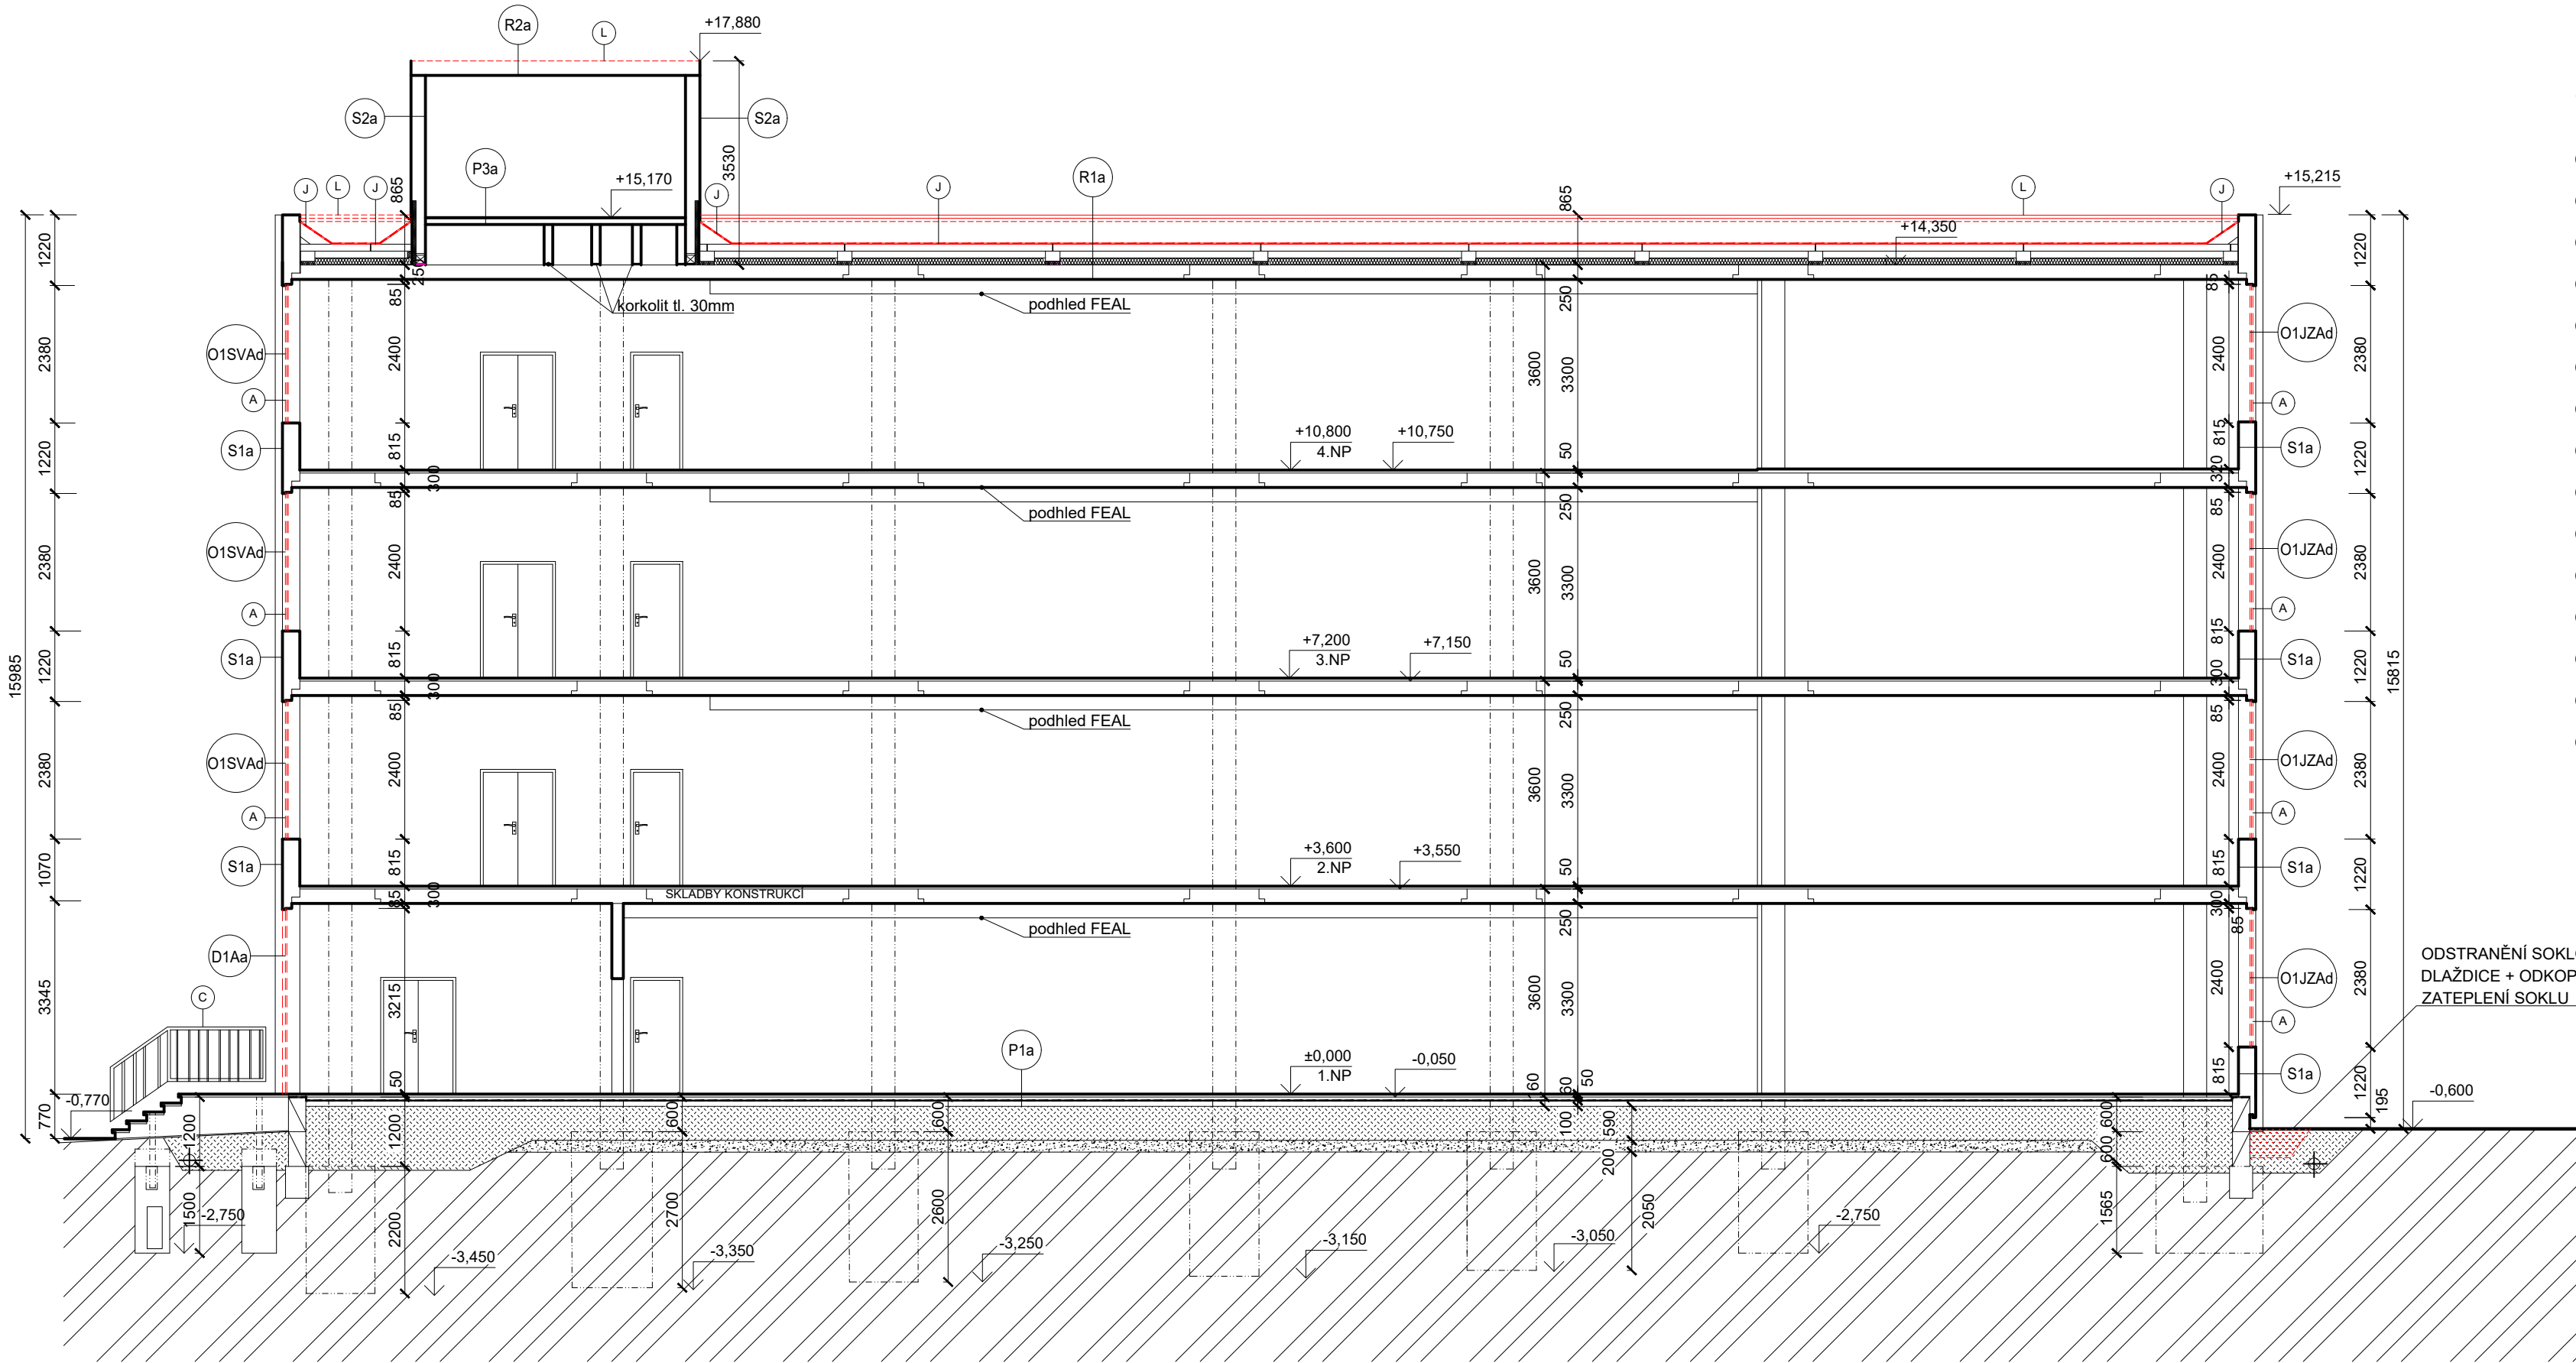 R2a
L
+17,880
S2a
S2a
3530
P3a
+15,170
R1a
J
L
J
865
J
J
865
L
J
+15,215
+14,350
1220
250
85
korkolit tl. 30mm
podhled FEAL
250
85
1220
O1SVAd
2380
2400
3600
3300
2400
O1JZAd
2380
A
A
+10,800
4.NP
+10,750
1220
S1a
815
300
50
815
320
S1a
1220
85
podhled FEAL
250
85
O1SVAd
2380
2400
3600
3300
2400
O1JZAd
2380
A
A
+7,200
3.NP
+7,150
15985
1220
S1a
815
300
50
815
300
S1a
1220
15815
85
podhled FEAL
250
85
O1SVAd
2380
2400
3600
3300
2400
O1JZAd
2380
A
A
+3,600
2.NP
+3,550
1070
S1a
815
300
85
SKLADBY KONSTRUKCÍ
50
815
300
S1a
1220
podhled FEAL
250
85
D1Aa
3345
3215
3600
3300
2400
O1JZAd
2380
ODSTRANĚNÍ SOKL
DLAŽDICE + ODKOP
ZATEPLENÍ SOKLU
C
A
P1a
±0,000
1.NP
-0,050
50
160
60
50
815
S1a
1220
195
-0,600
770
-0,770
1200
1200
600
600
100
590
200
600
600
1500
-2,750
2200
-3,450
2700
-3,350
2600
-3,250
-3,150
-3,050
2050
-2,750
1565